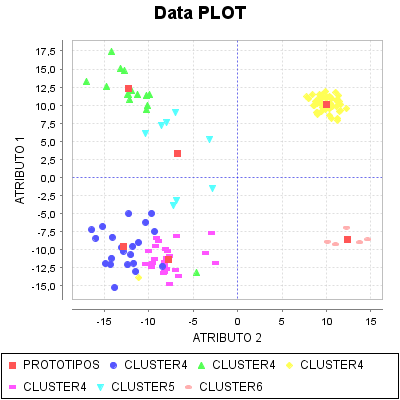 Data PLOT
ATRIBUTO 1
17,5
15,0
12,5
10,0
7,5
5,0
2,5
0,0
-2,5
-5,0
-7,5
-10,0
-12,5
-15,0
-15 -10 -5 0 5 10 15
ATRIBUTO 2
PROTOTIPOS CLUSTER4 CLUSTER4 CLUSTER4
CLUSTER4 CLUSTER5 CLUSTER6